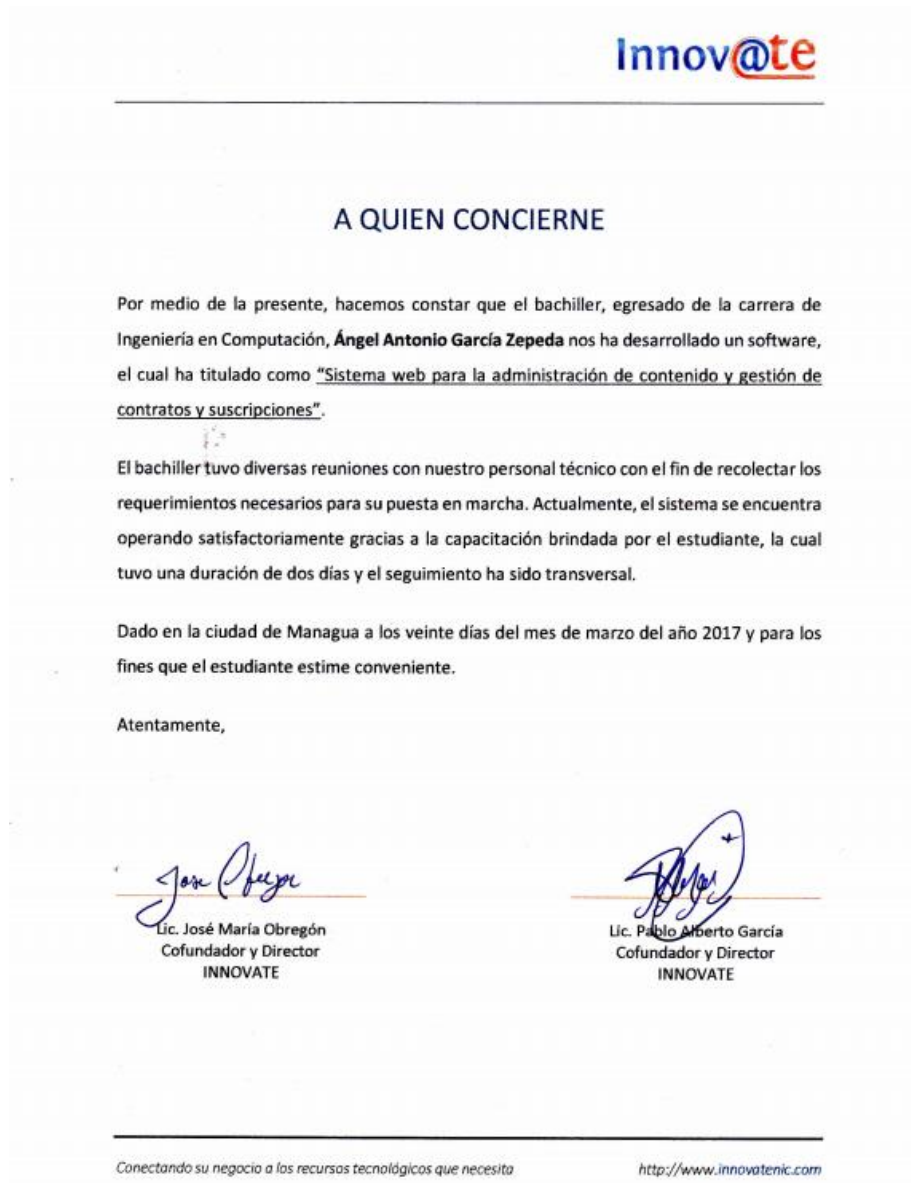 Innov@te
A QUIEN CONCIERNE
Por medio de la presente, hacemos constar que el bachiller, egresado de la carrera de
Ingeniería en Computación, Ángel Antonio García Zepeda nos ha desarrollado un software,
el cual ha titulado como “Sistema web para la administración de contenido y gestión de
contratos y suscripciones”.
El bachiller tuvo diversas reuniones con nuestro personal técnico con el fin de recolectar los
requerimientos necesarios para su puesta en marcha. Actualmente, el sistema se encuentra
operando satisfactoriamente gracias a la capacitación brindada por el estudiante, la cual
tuvo una duración de dos días y el seguimiento ha sido transversal.
Dado en la ciudad de Managua a los veinte días del mes de marzo del año 2017 y para los
fines que el estudiante estime conveniente.
Atentamente,
Jose
Lic. José María Obregón
Cofundador y Director
INNOVATE
Lic. Pablo Alberto García
Cofundador y Director
INNOVATE
Conectando su negocio a los recursos tecnológicos que necesita
http://www.innovatenic.com